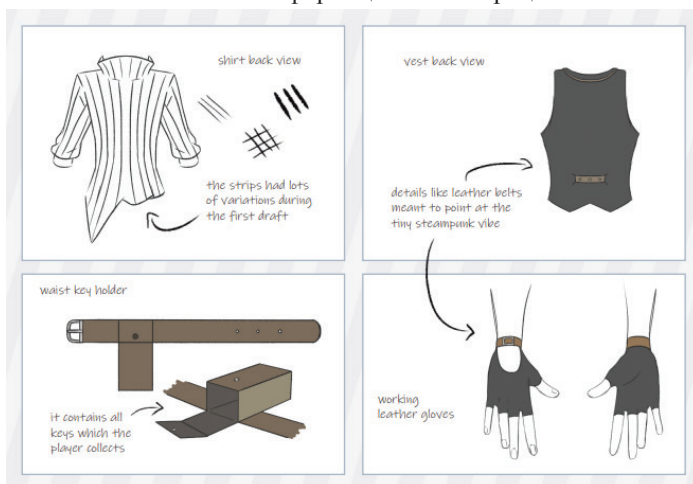 shirt back view
the strips had lots
of variations during
the first draft
vest back view
details like leather belts
meant to point at the
tiny steampunk vibe
waist key holder
it contains all
keys which the
player collects
working
leather gloves